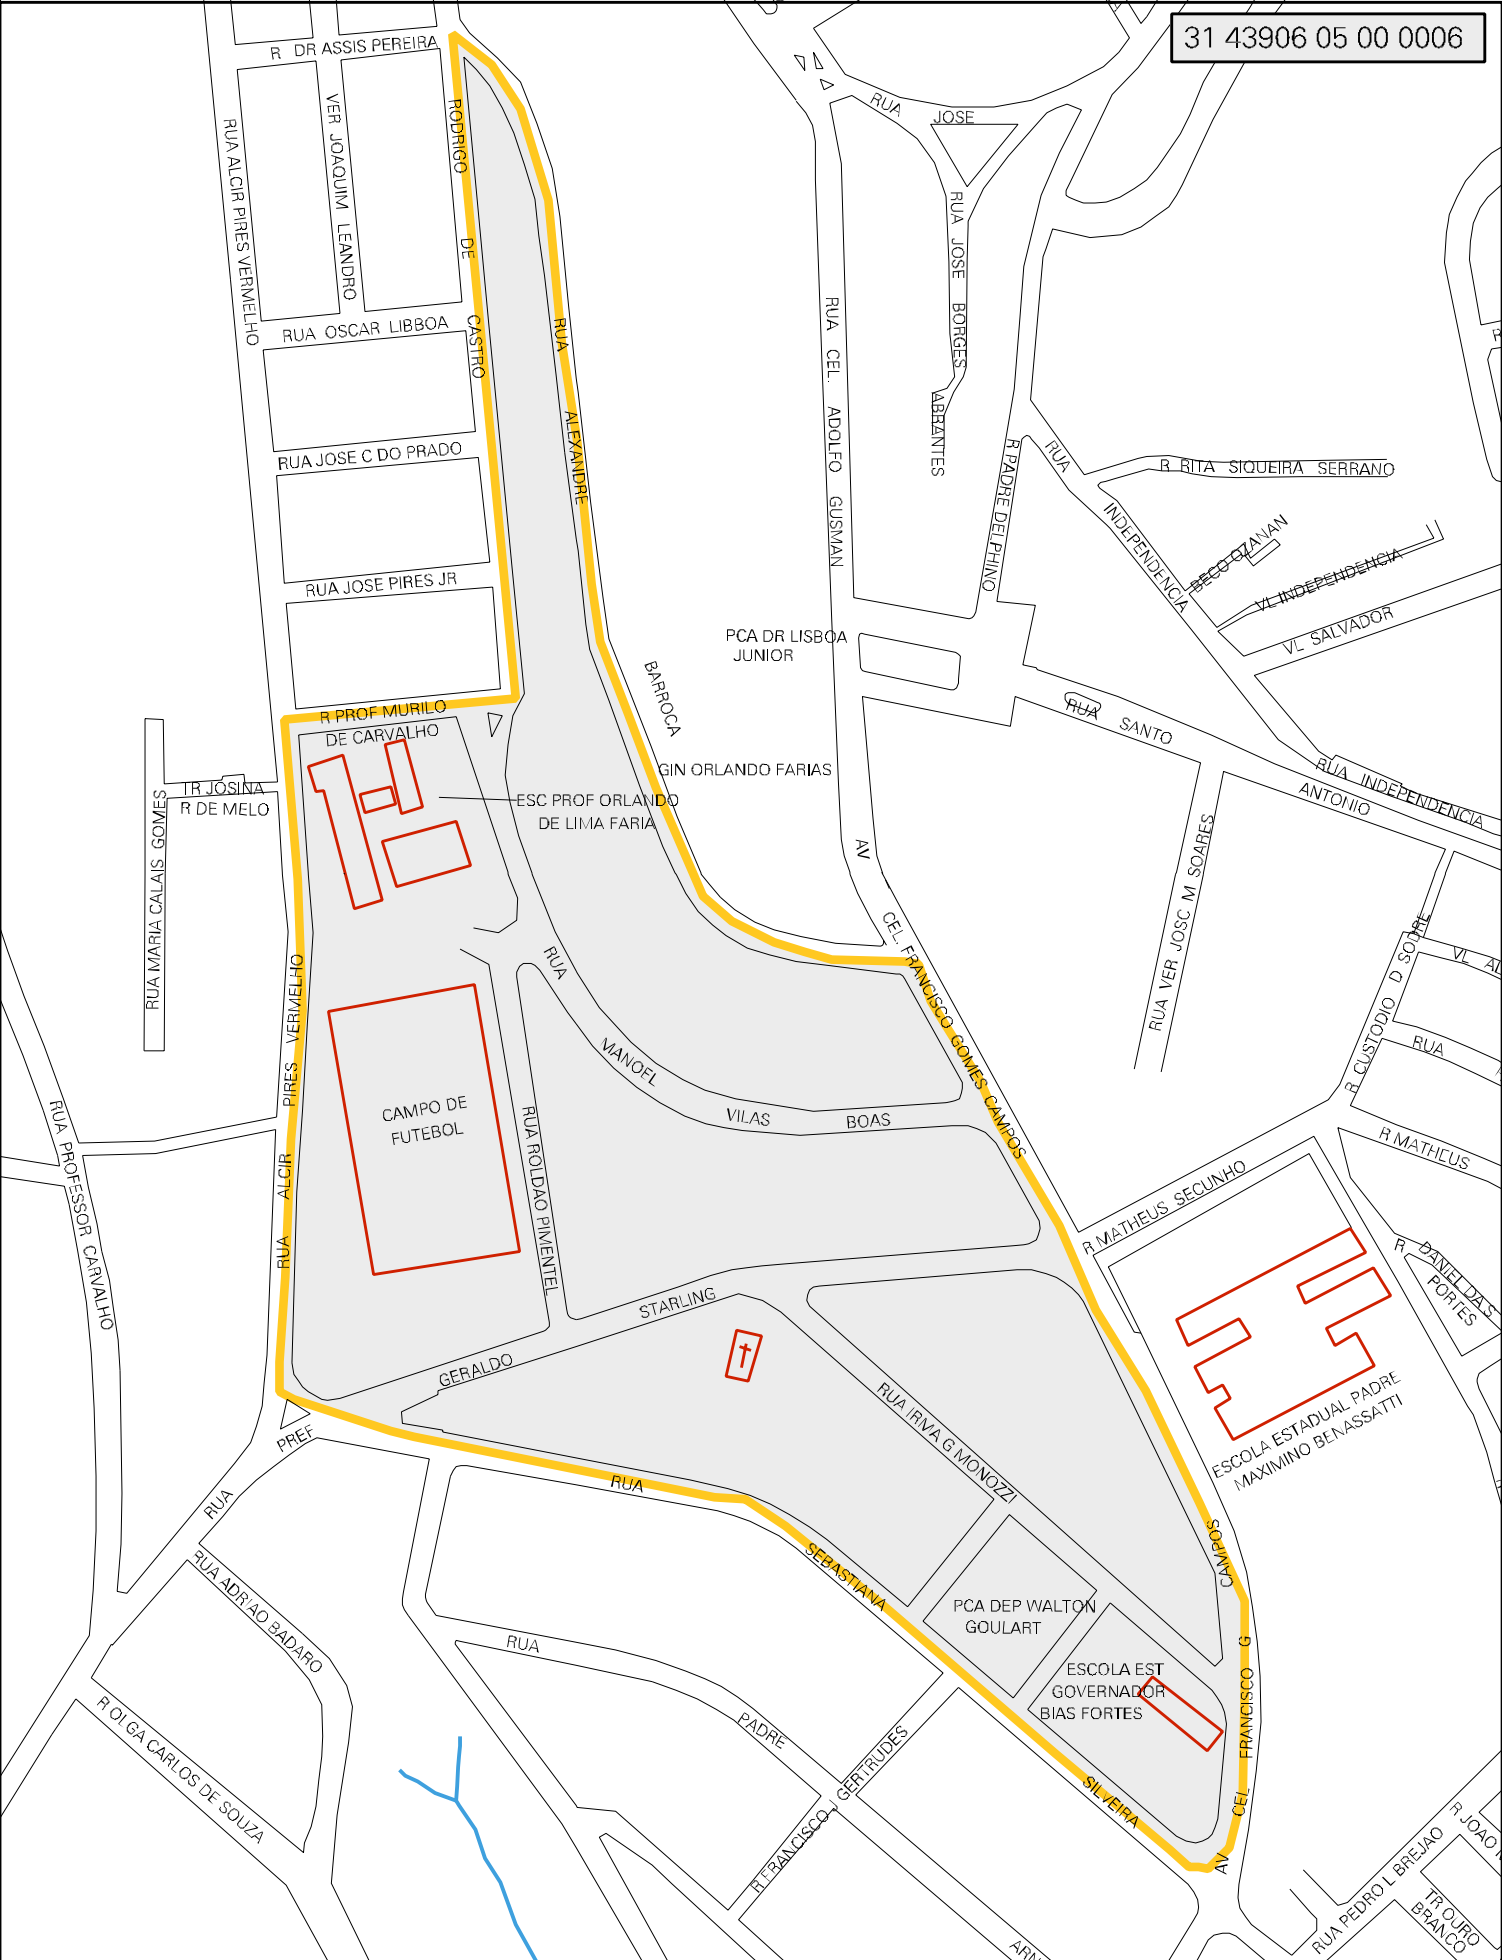 31 43906 05 00 0006
R DR ASSIS PEREIRA
RUA ALCIR PIRES VERMELHO
VER JOAQUIM LEANDRO
RODRIGO DE CASTRO
RUA OSCAR LIBBOA
RUA JOSE C DO PRADO
RUA JOSE PIRES JR
R PROF MURILO
DE CARVALHO
RUA ALEXANDRE
BARROCA
RUA JOSE
RUA JOSE BORGES
ABRANTES
RUA CEL. ADOLFO GUSMAN
R PADRE DELPHINO
RUA INDEPENDENCIA
R RITA SIQUEIRA SERRANO
BECO OZANAN
VL INDEPENDENCIA
VL SALVADOR
PCA DR LISBOA
JUNIOR
RUA SANTO
ANTONIO
RUA INDEPENDENCIA
GIN ORLANDO FARIAS
ESC PROF ORLANDO
DE LIMA FARIA
TR JOSINA
R DE MELO
RUA MARIA CALAIS GOMES
RUA ALCIR PIRES VERMELHO
AV CEL. FRANCISCO GOMES CAMPOS
RUA VER JOSC M SOARES
R CUSTODIO D SODRE
VL AL
RUA
R MATHEUS
R MATHEUS SECUNHO
RUA MANOEL VILAS BOAS
CAMPO DE
FUTEBOL
RUA ROLDAO PIMENTEL
RUA PROFESSOR CARVALHO
GERALDO STARLING
R DANIEL DAS
PORTES
ESCOLA ESTADUAL PADRE
MAXIMINO BENASSATTI
RUA IRMA G MONOZZI
RUA PREF
RUA SEBASTIANA SILVEIRA
PCA DEP WALTON
GOULART
ESCOLA EST
GOVERNADOR
BIAS FORTES
AV CEL FRANCISCO G CAMPOS
RUA ADRIAO BADARO
R OLGA CARLOS DE SOUZA
RUA PADRE
R FRANCISCO J GERTRUDES
ARN
RUA PEDRO L BREJAO
R JOAO
TR OURO
BRANCO